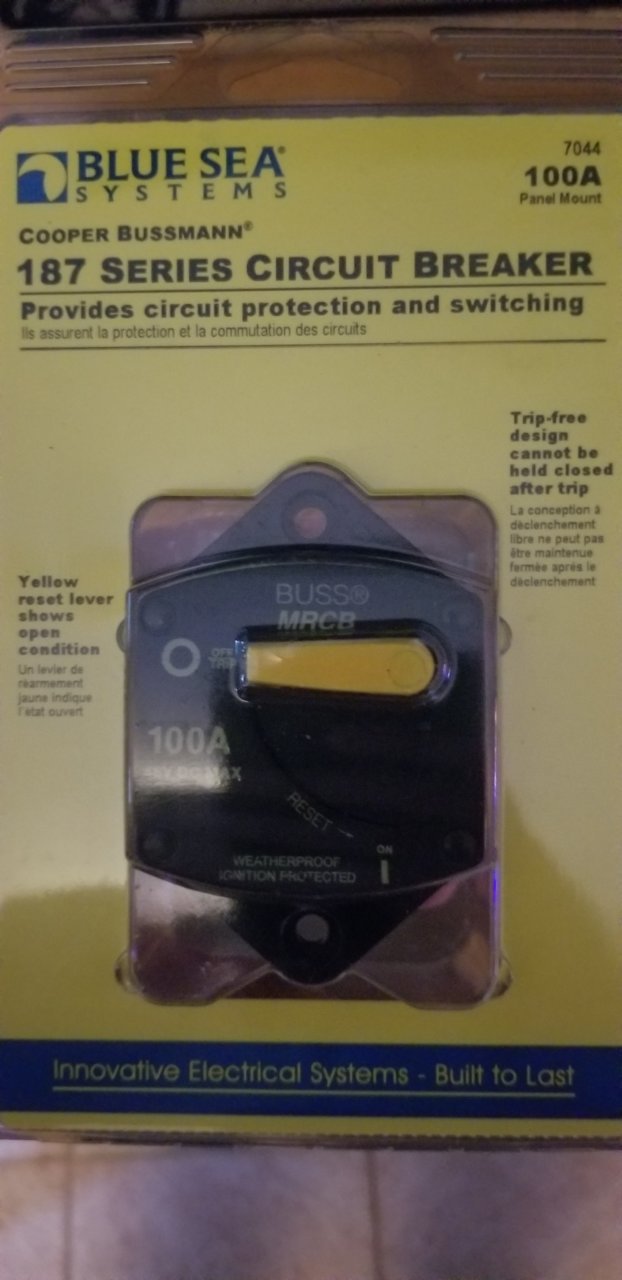 BLUE SEA®
SYSTEMS
7044
100A
Panel Mount
COOPER BUSSMANN®
187 SERIES CIRCUIT BREAKER
Provides circuit protection and switching
Ils assurent la protection et la commutation des circuits
Trip-free
design
cannot be
held closed
after trip
La conception à
déclenchement
libre ne peut pas
être maintenue
fermée après le
déclenchement
Yellow
reset lever
shows
open
condition
Un levier de
réarmement
jaune indique
l'état ouvert
BUSS®
MRCB
OFF
TRIP
100A
MAX
RESET
ON
WEATHERPROOF
IGNITION PROTECTED
Innovative Electrical Systems - Built to Last